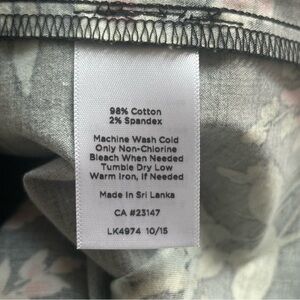 98% Cotton
2% Spandex
Machine Wash Cold
Only Non-Chlorine
Bleach When Needed
Tumble Dry Low
Warm Iron, If Needed
Made in Sri Lanka
CA #23147
LK4974 10/15